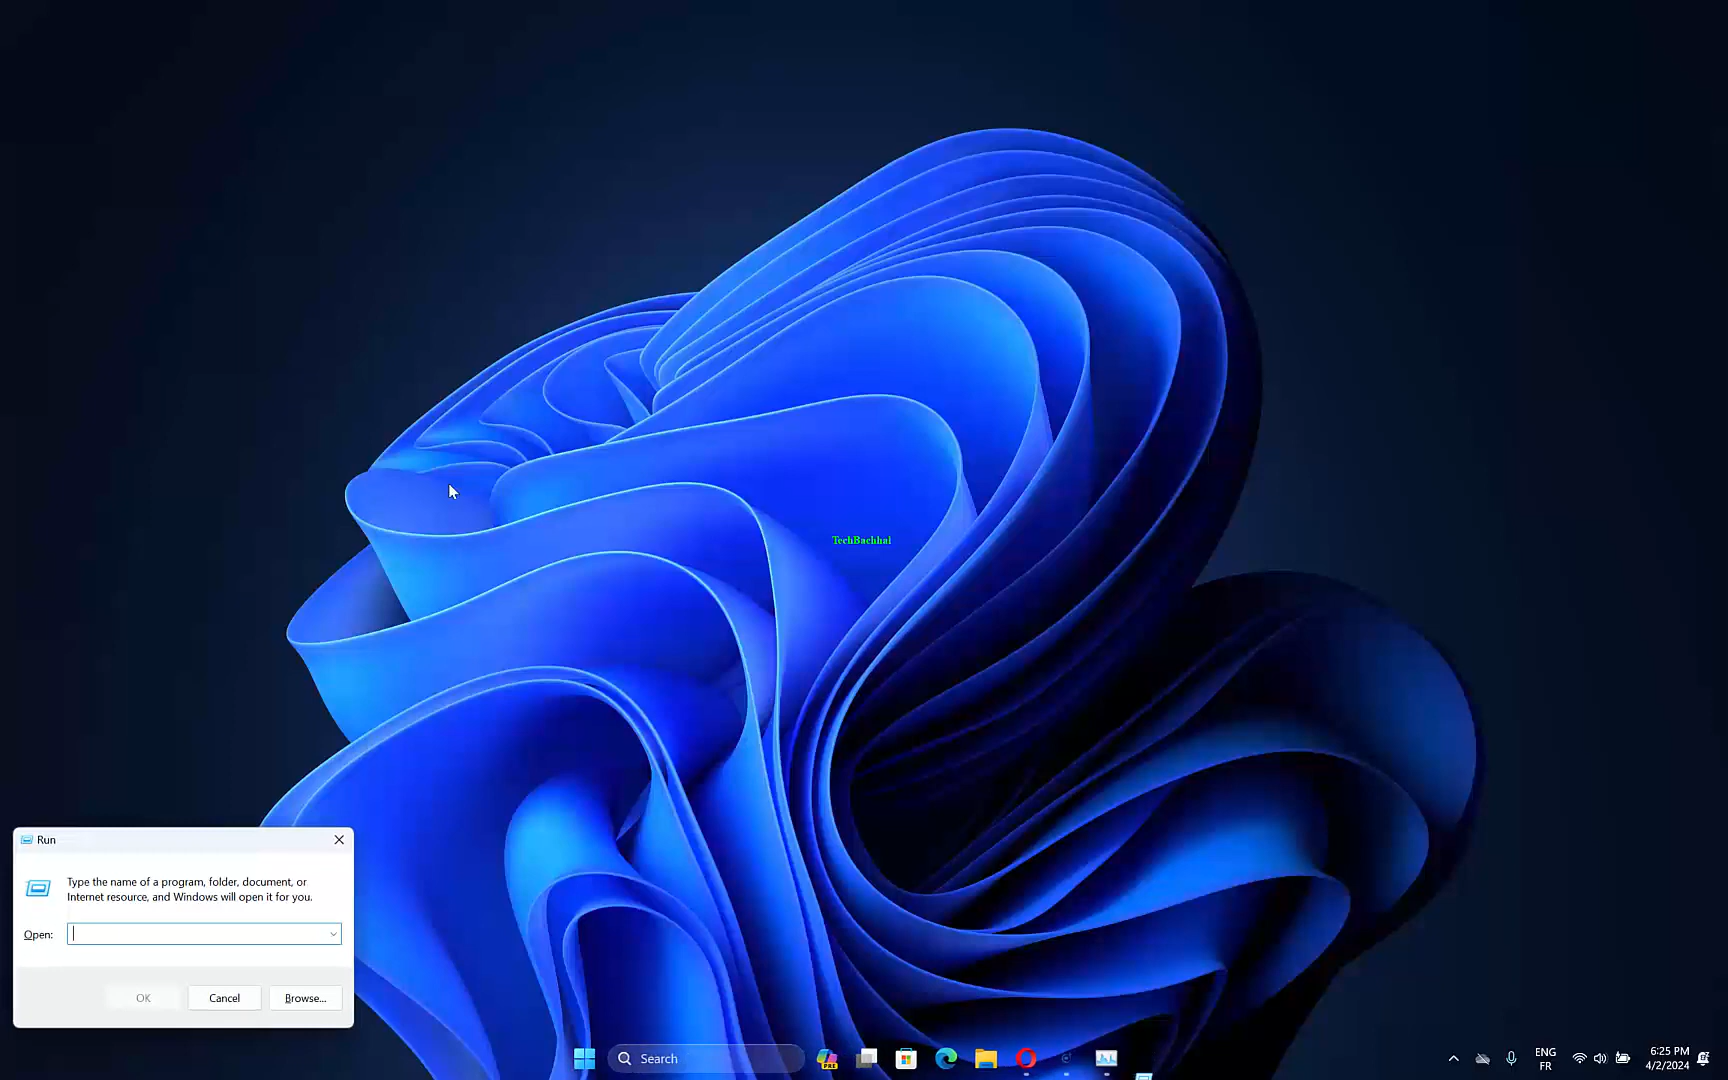 TechBachhal
Run
Type the name of a program, folder, document, or
Internet resource, and Windows will open it for you.
Open:
OK
Cancel
Browse...
Search
PRE
ENG
FR
6:25 PM
4/2/2024